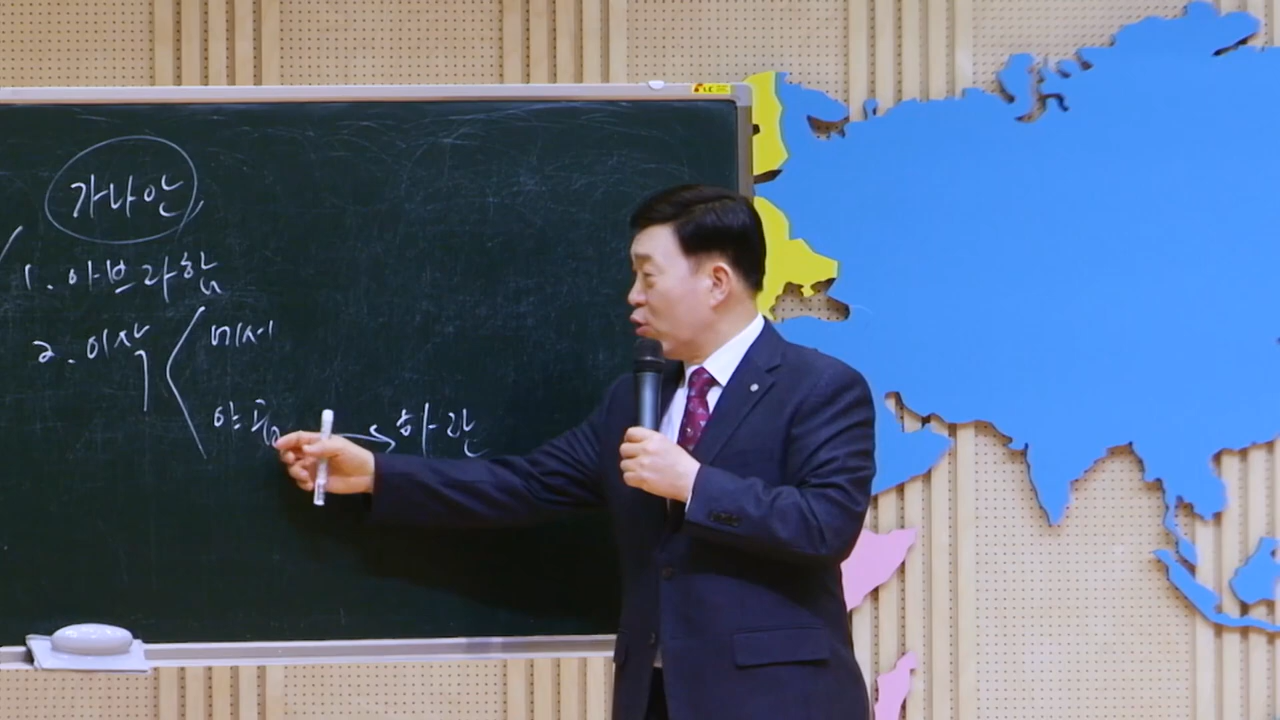 가나안
1. 아브라함
2. 이삭
에서
야곱 → 하란